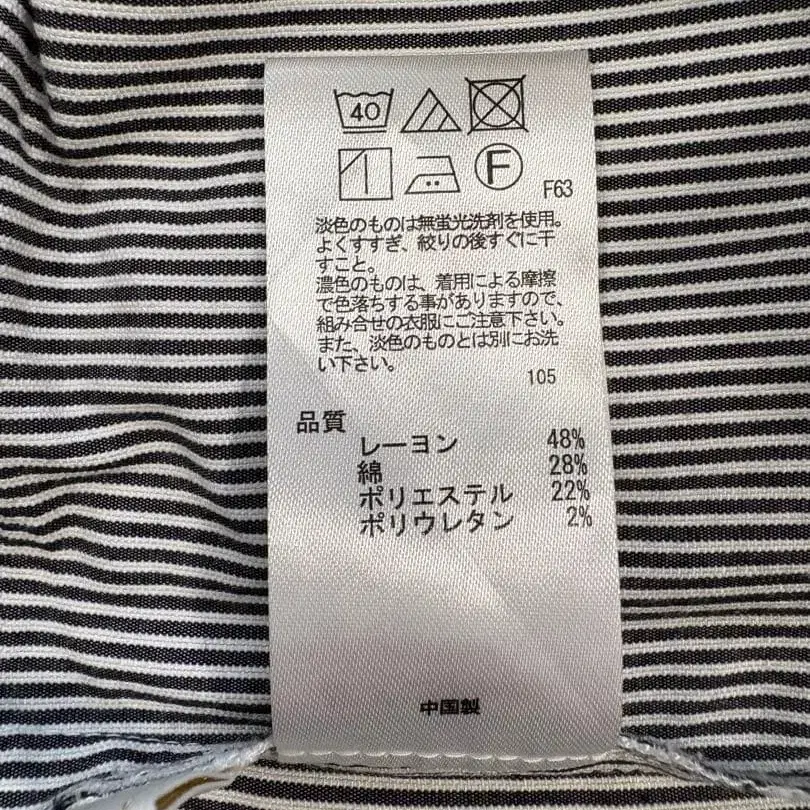 40
F
F63
淡色のものは無蛍光洗剤を使用。
よくすすぎ、絞りの後すぐに干
すこと。
濃色のものは、着用による摩擦
で色落ちする事がありますので、
組み合せの衣服にご注意下さい。
また、淡色のものとは別にお洗
い下さい。
105
品質
レーヨン 48%
綿 28%
ポリエステル 22%
ポリウレタン 2%
中国製